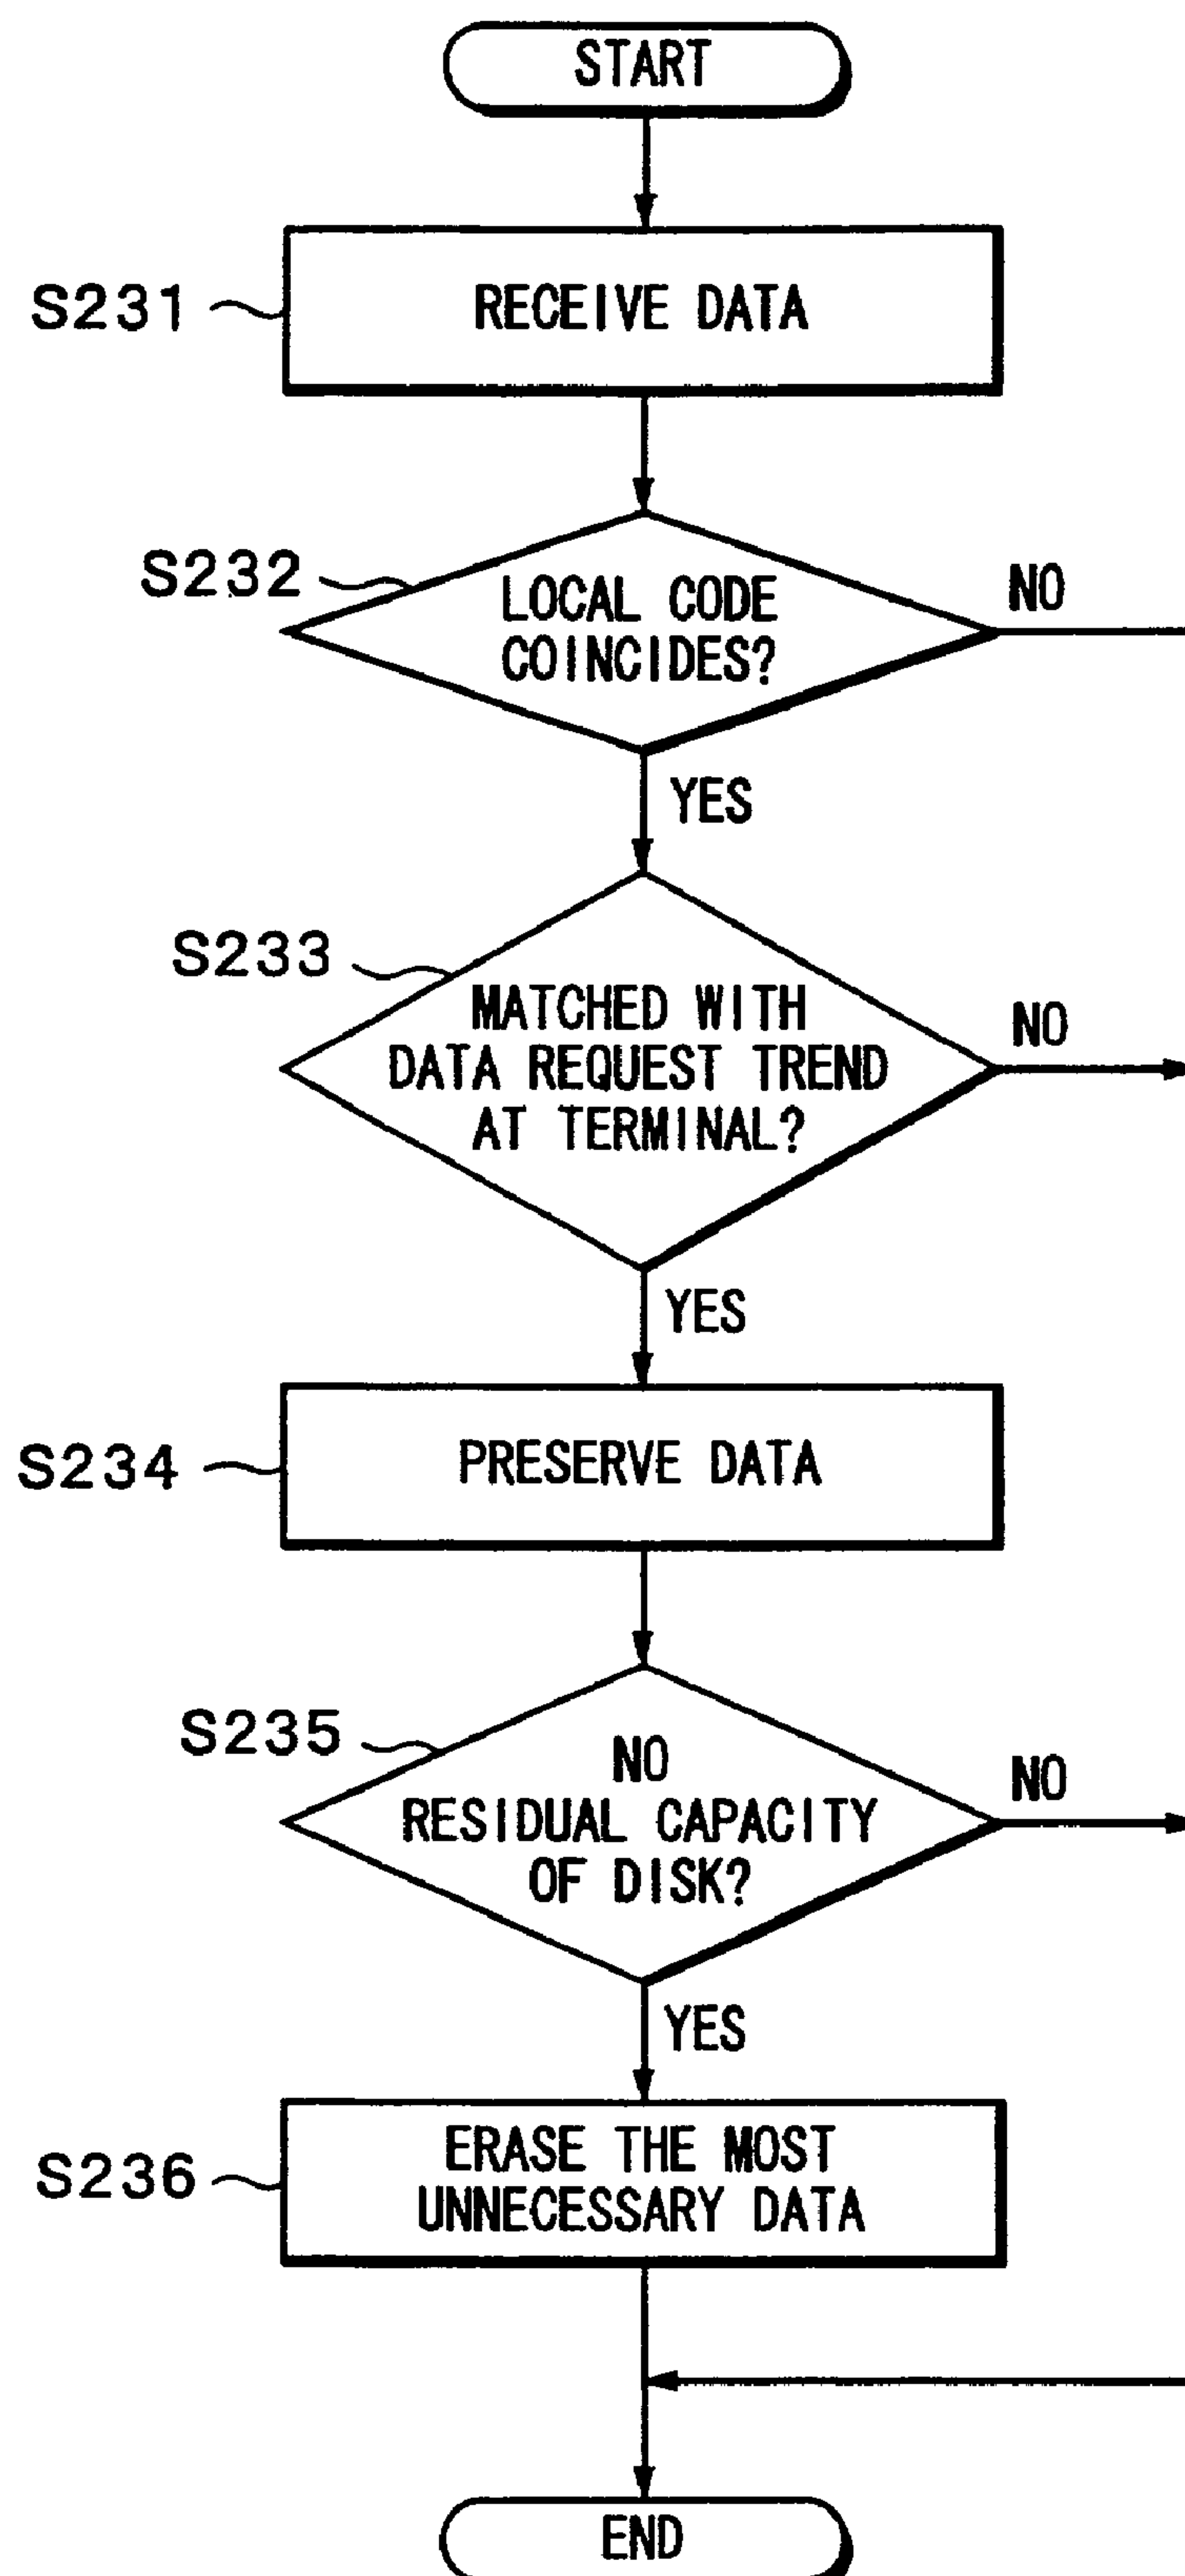 START
S231
RECEIVE DATA
S232
LOCAL CODE
COINCIDES?
NO
YES
S233
MATCHED WITH
DATA REQUEST TREND
AT TERMINAL?
NO
YES
S234
PRESERVE DATA
S235
NO
RESIDUAL CAPACITY
OF DISK?
NO
YES
S236
ERASE THE MOST
UNNECESSARY DATA
END